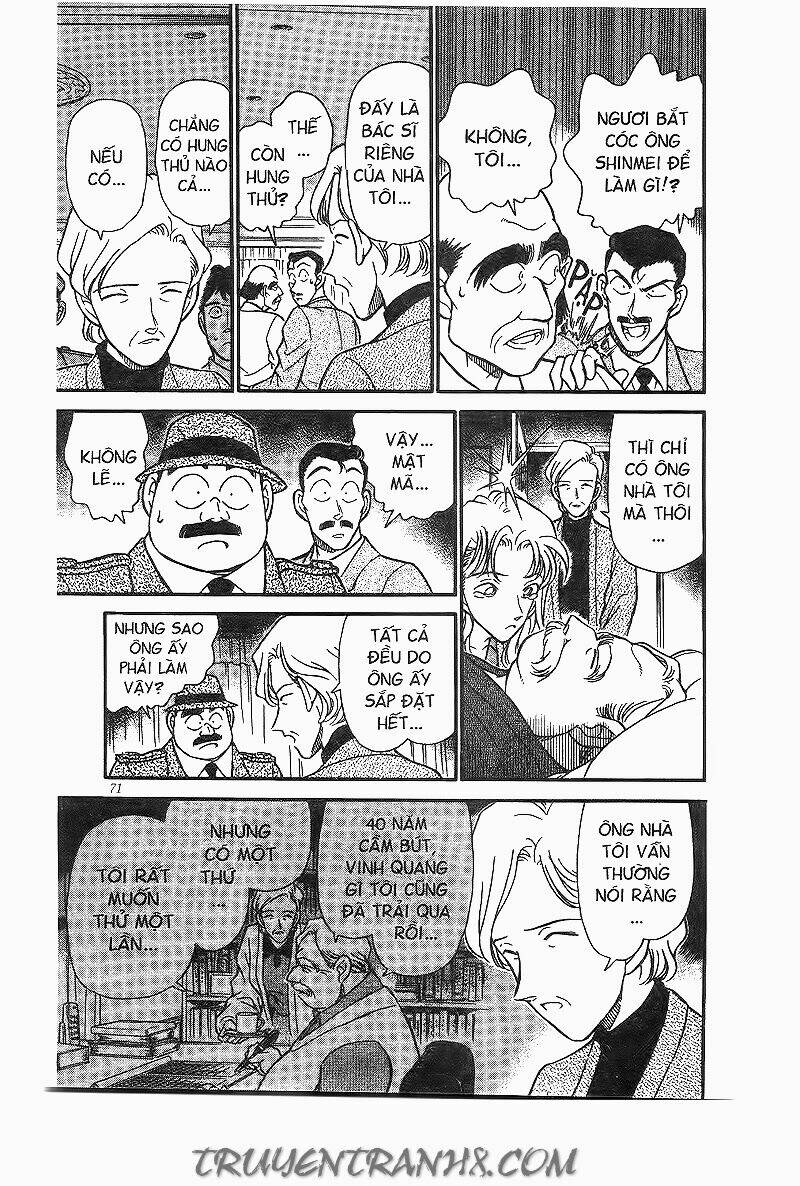 NGƯƠI BẮT
CÓC ÔNG
SHINMEI ĐỂ
LÀM GÌ!?
KHÔNG,
TÔI...
PẶP
ĐẤY LÀ
BÁC SĨ
RIÊNG
CỦA NHÀ
TÔI...
THẾ
...
CÒN
HUNG
THỦ?
CHẲNG
CÓ HUNG
THỦ NÀO
CẢ...
NẾU
CÓ...
THÌ CHỈ
CÓ ÔNG
NHÀ TÔI
MÀ THÔI
...
VẬY...
MẬT
MÃ...
KHÔNG
LẼ...
TẤT CẢ
ĐỀU DO
ÔNG ẤY
SẮP ĐẶT
HẾT...
NHƯNG SAO
ÔNG ẤY
PHẢI LÀM
VẬY?
71
ÔNG NHÀ
TÔI VẪN
THƯỜNG
NÓI RẰNG
...
40 NĂM
CẦM BÚT,
VINH QUANG
GÌ TÔI CŨNG
ĐÃ TRẢI QUA
RỒI...
NHƯNG
CÓ MỘT
THỨ
...
TÔI RẤT
MUỐN
THỬ MỘT
LẦN...
TRUYENTRANH8.COM